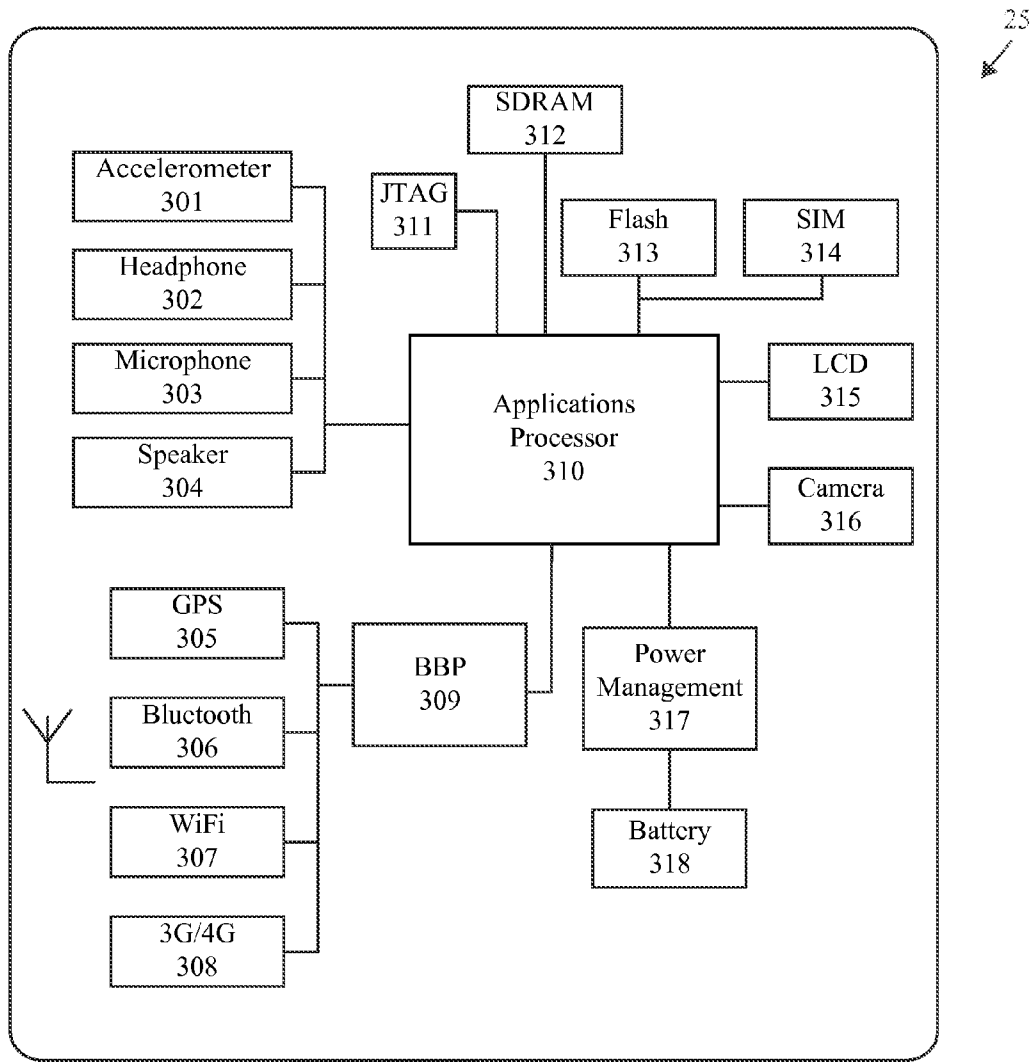 25
SDRAM
312
Accelerometer
301
JTAG
311
Flash
313
SIM
314
Headphone
302
Microphone
303
LCD
315
Applications
Processor
310
Speaker
304
Camera
316
GPS
305
BBP
309
Power
Management
317
Bluetooth
306
WiFi
307
Battery
318
3G/4G
308